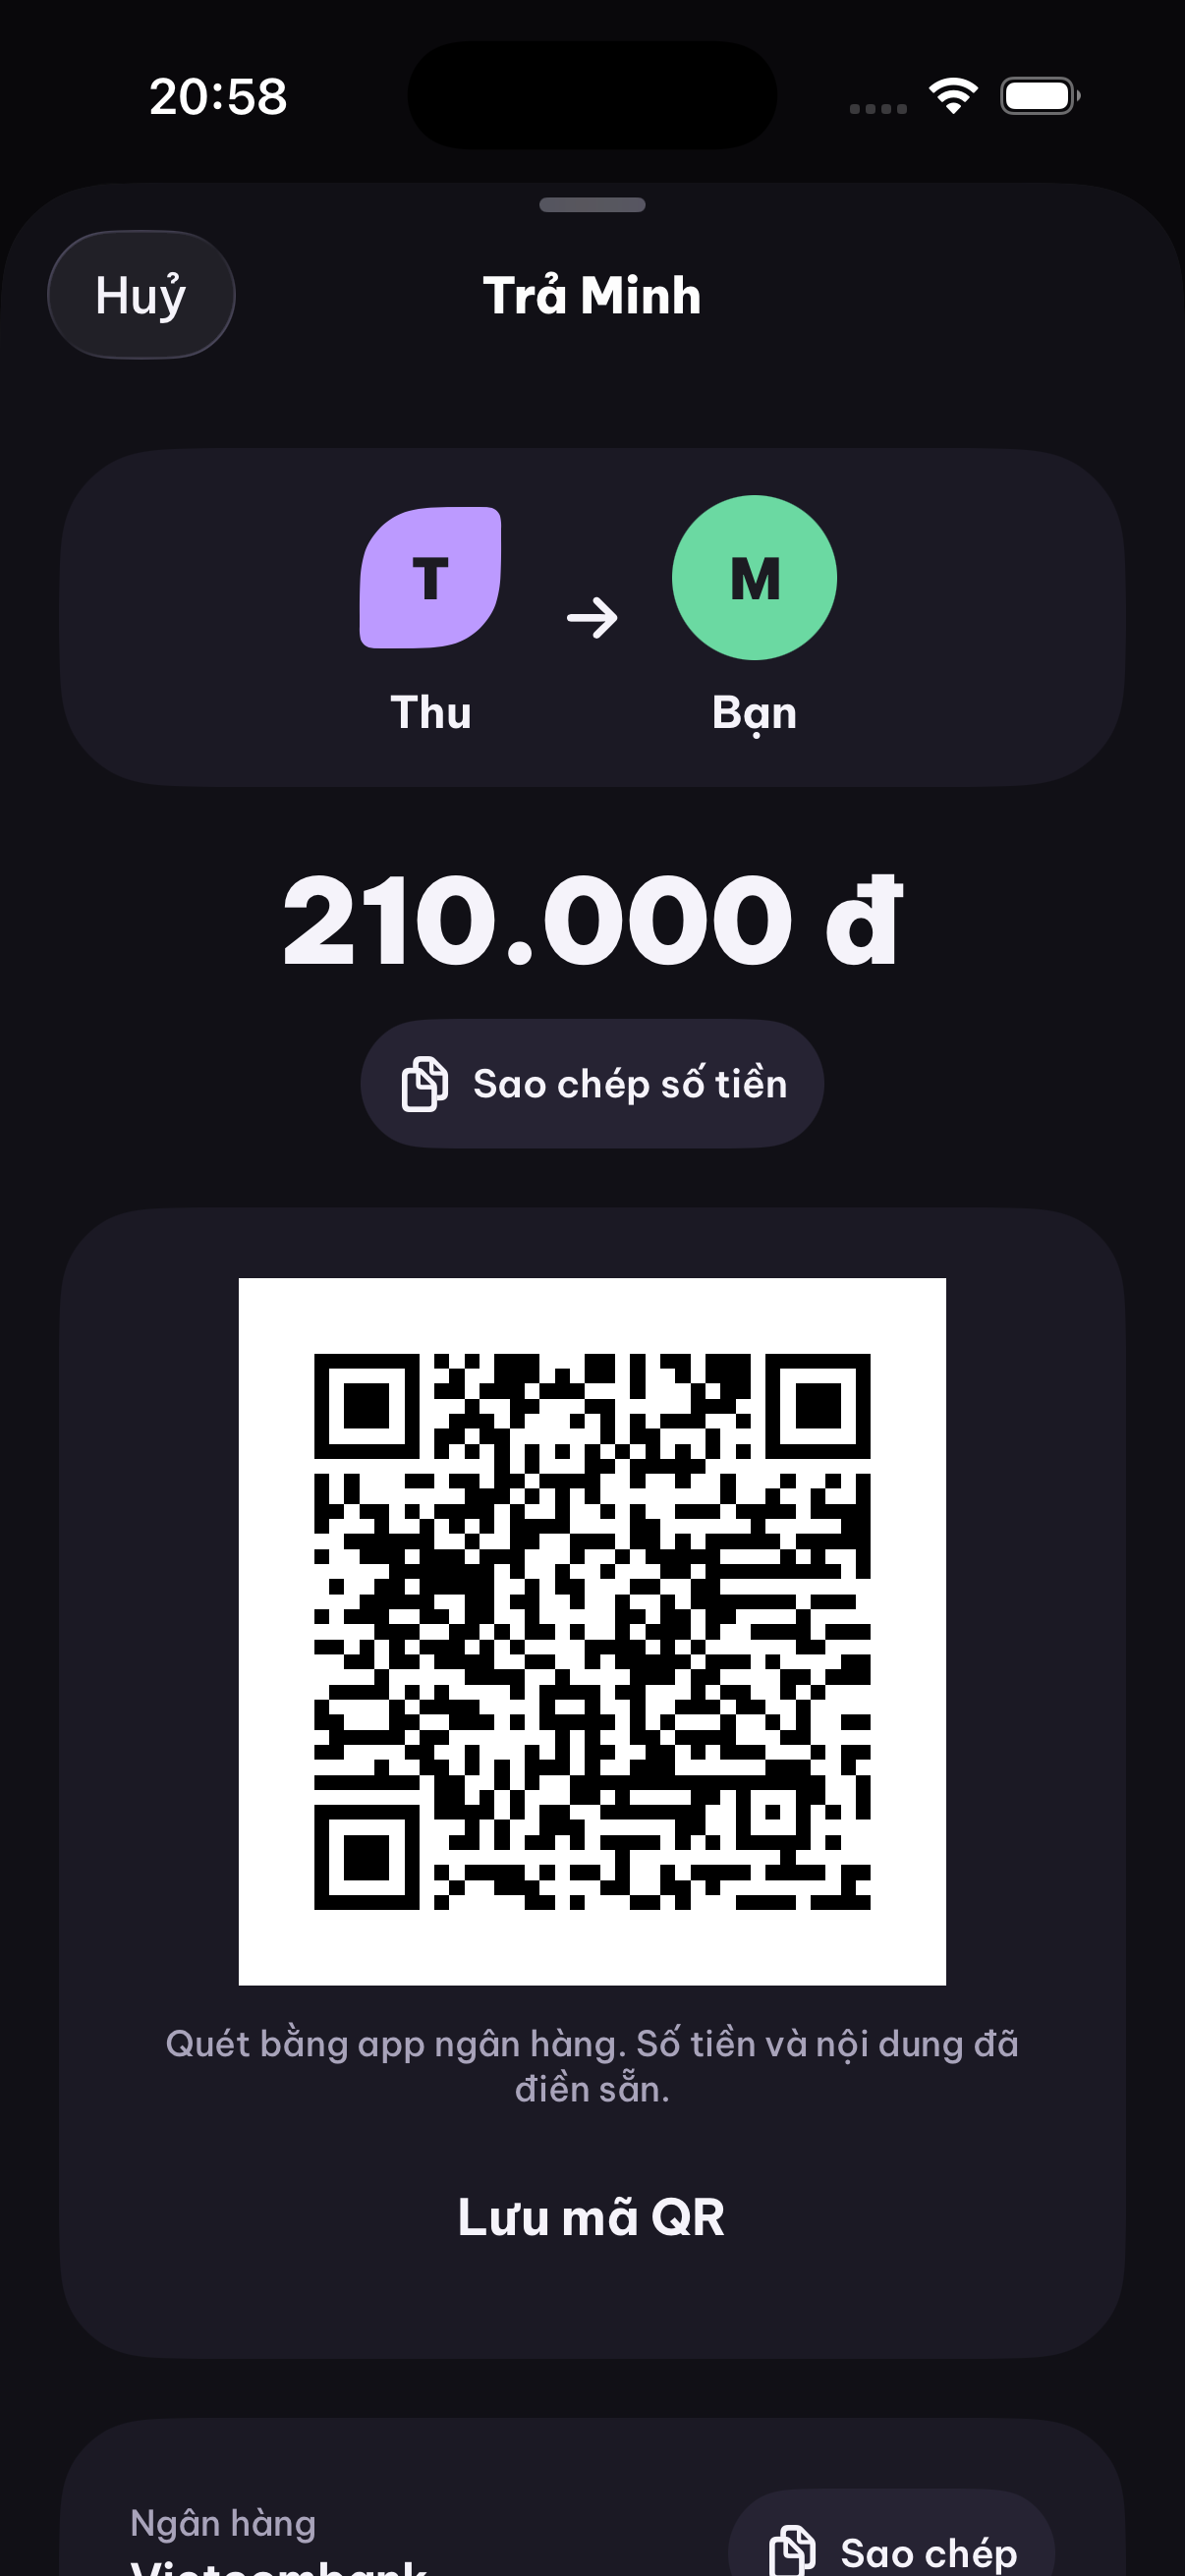 20:58
Huỷ
Trả Minh
T
M
Thu
Bạn
210.000 đ
Sao chép số tiền
Quét bằng app ngân hàng. Số tiền và nội dung đã
điền sẵn.
Lưu mã QR
Ngân hàng
Sao chép
Vietcombank